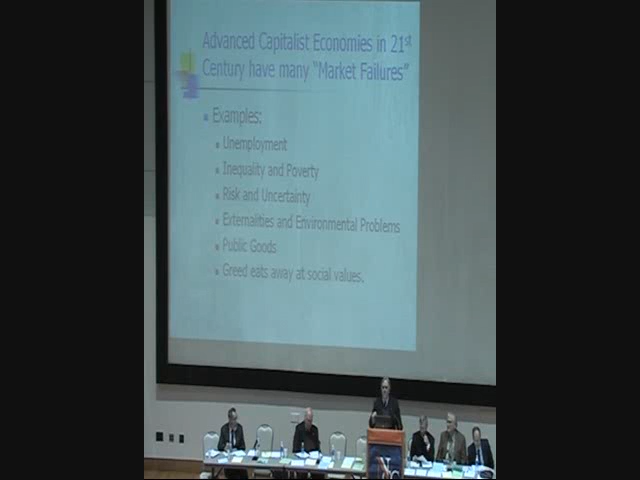 Advanced Capitalist Economies in 21st
Century have many “Market Failures”
Examples:
Unemployment
Inequality and Poverty
Risk and Uncertainty
Externalities and Environmental Problems
Public Goods
Greed eats away at social values.